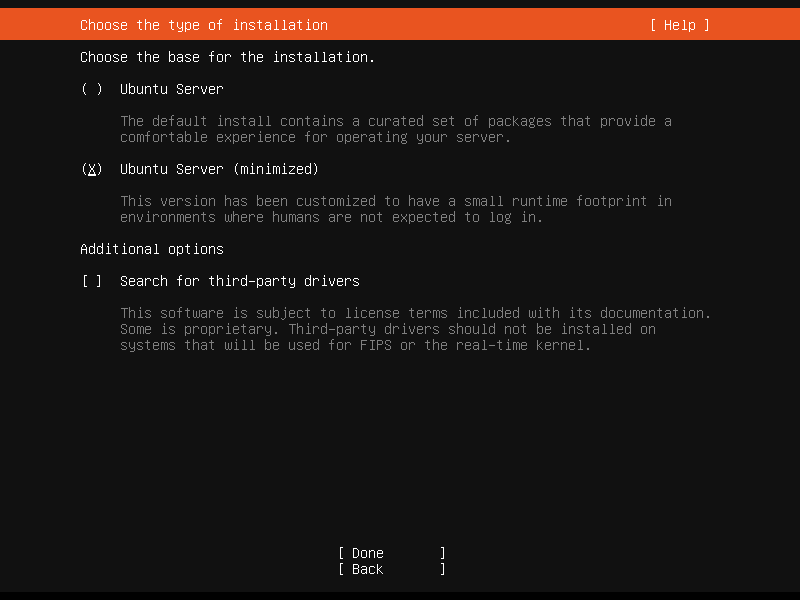 Choose the type of installation [ Help ]
Choose the base for the installation.
( ) Ubuntu Server
The default install contains a curated set of packages that provide a
comfortable experience for operating your server.
(X) Ubuntu Server (minimized)
This version has been customized to have a small runtime footprint in
environments where humans are not expected to log in.
Additional options
[ ] Search for third-party drivers
This software is subject to license terms included with its documentation.
Some is proprietary. Third-party drivers should not be installed on
systems that will be used for FIPS or the real-time kernel.
[ Done ]
[ Back ]